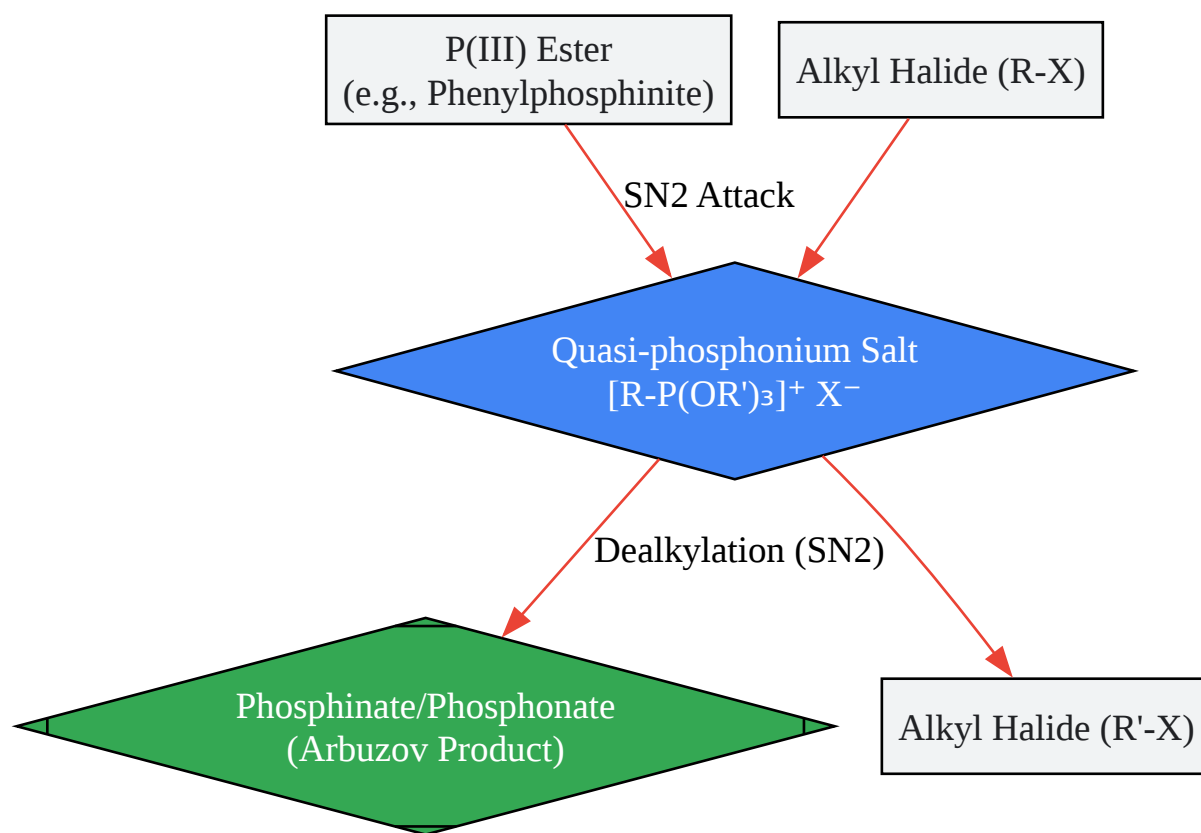 P(III) Ester
(e.g., Phenylphosphinite)
Alkyl Halide (R-X)
SN2 Attack
Quasi-phosphonium Salt
[R-P(OR')₃]⁺ X⁻
Dealkylation (SN2)
Phosphinate/Phosphonate
(Arbuzov Product)
Alkyl Halide (R'-X)